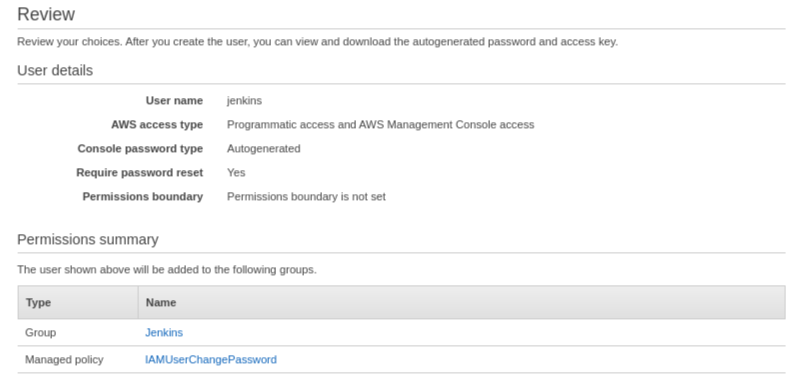 Review
Review your choices. After you create the user, you can view and download the autogenerated password and access key.
User details
User name jenkins
AWS access type Programmatic access and AWS Management Console access
Console password type Autogenerated
Require password reset Yes
Permissions boundary Permissions boundary is not set
Permissions summary
The user shown above will be added to the following groups.
Type Name
Group Jenkins
Managed policy IAMUserChangePassword